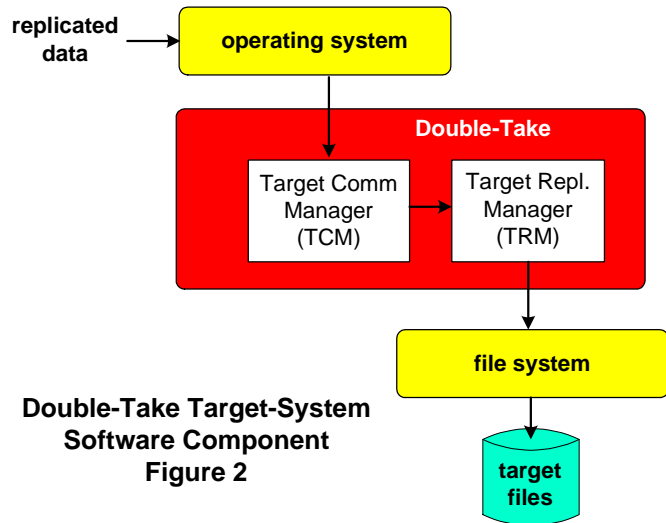 replicated
data
operating system
Double-Take
Target Comm
Manager
(TCM)
Target Repl.
Manager
(TRM)
file system
Double-Take Target-System
Software Component
Figure 2
target
files